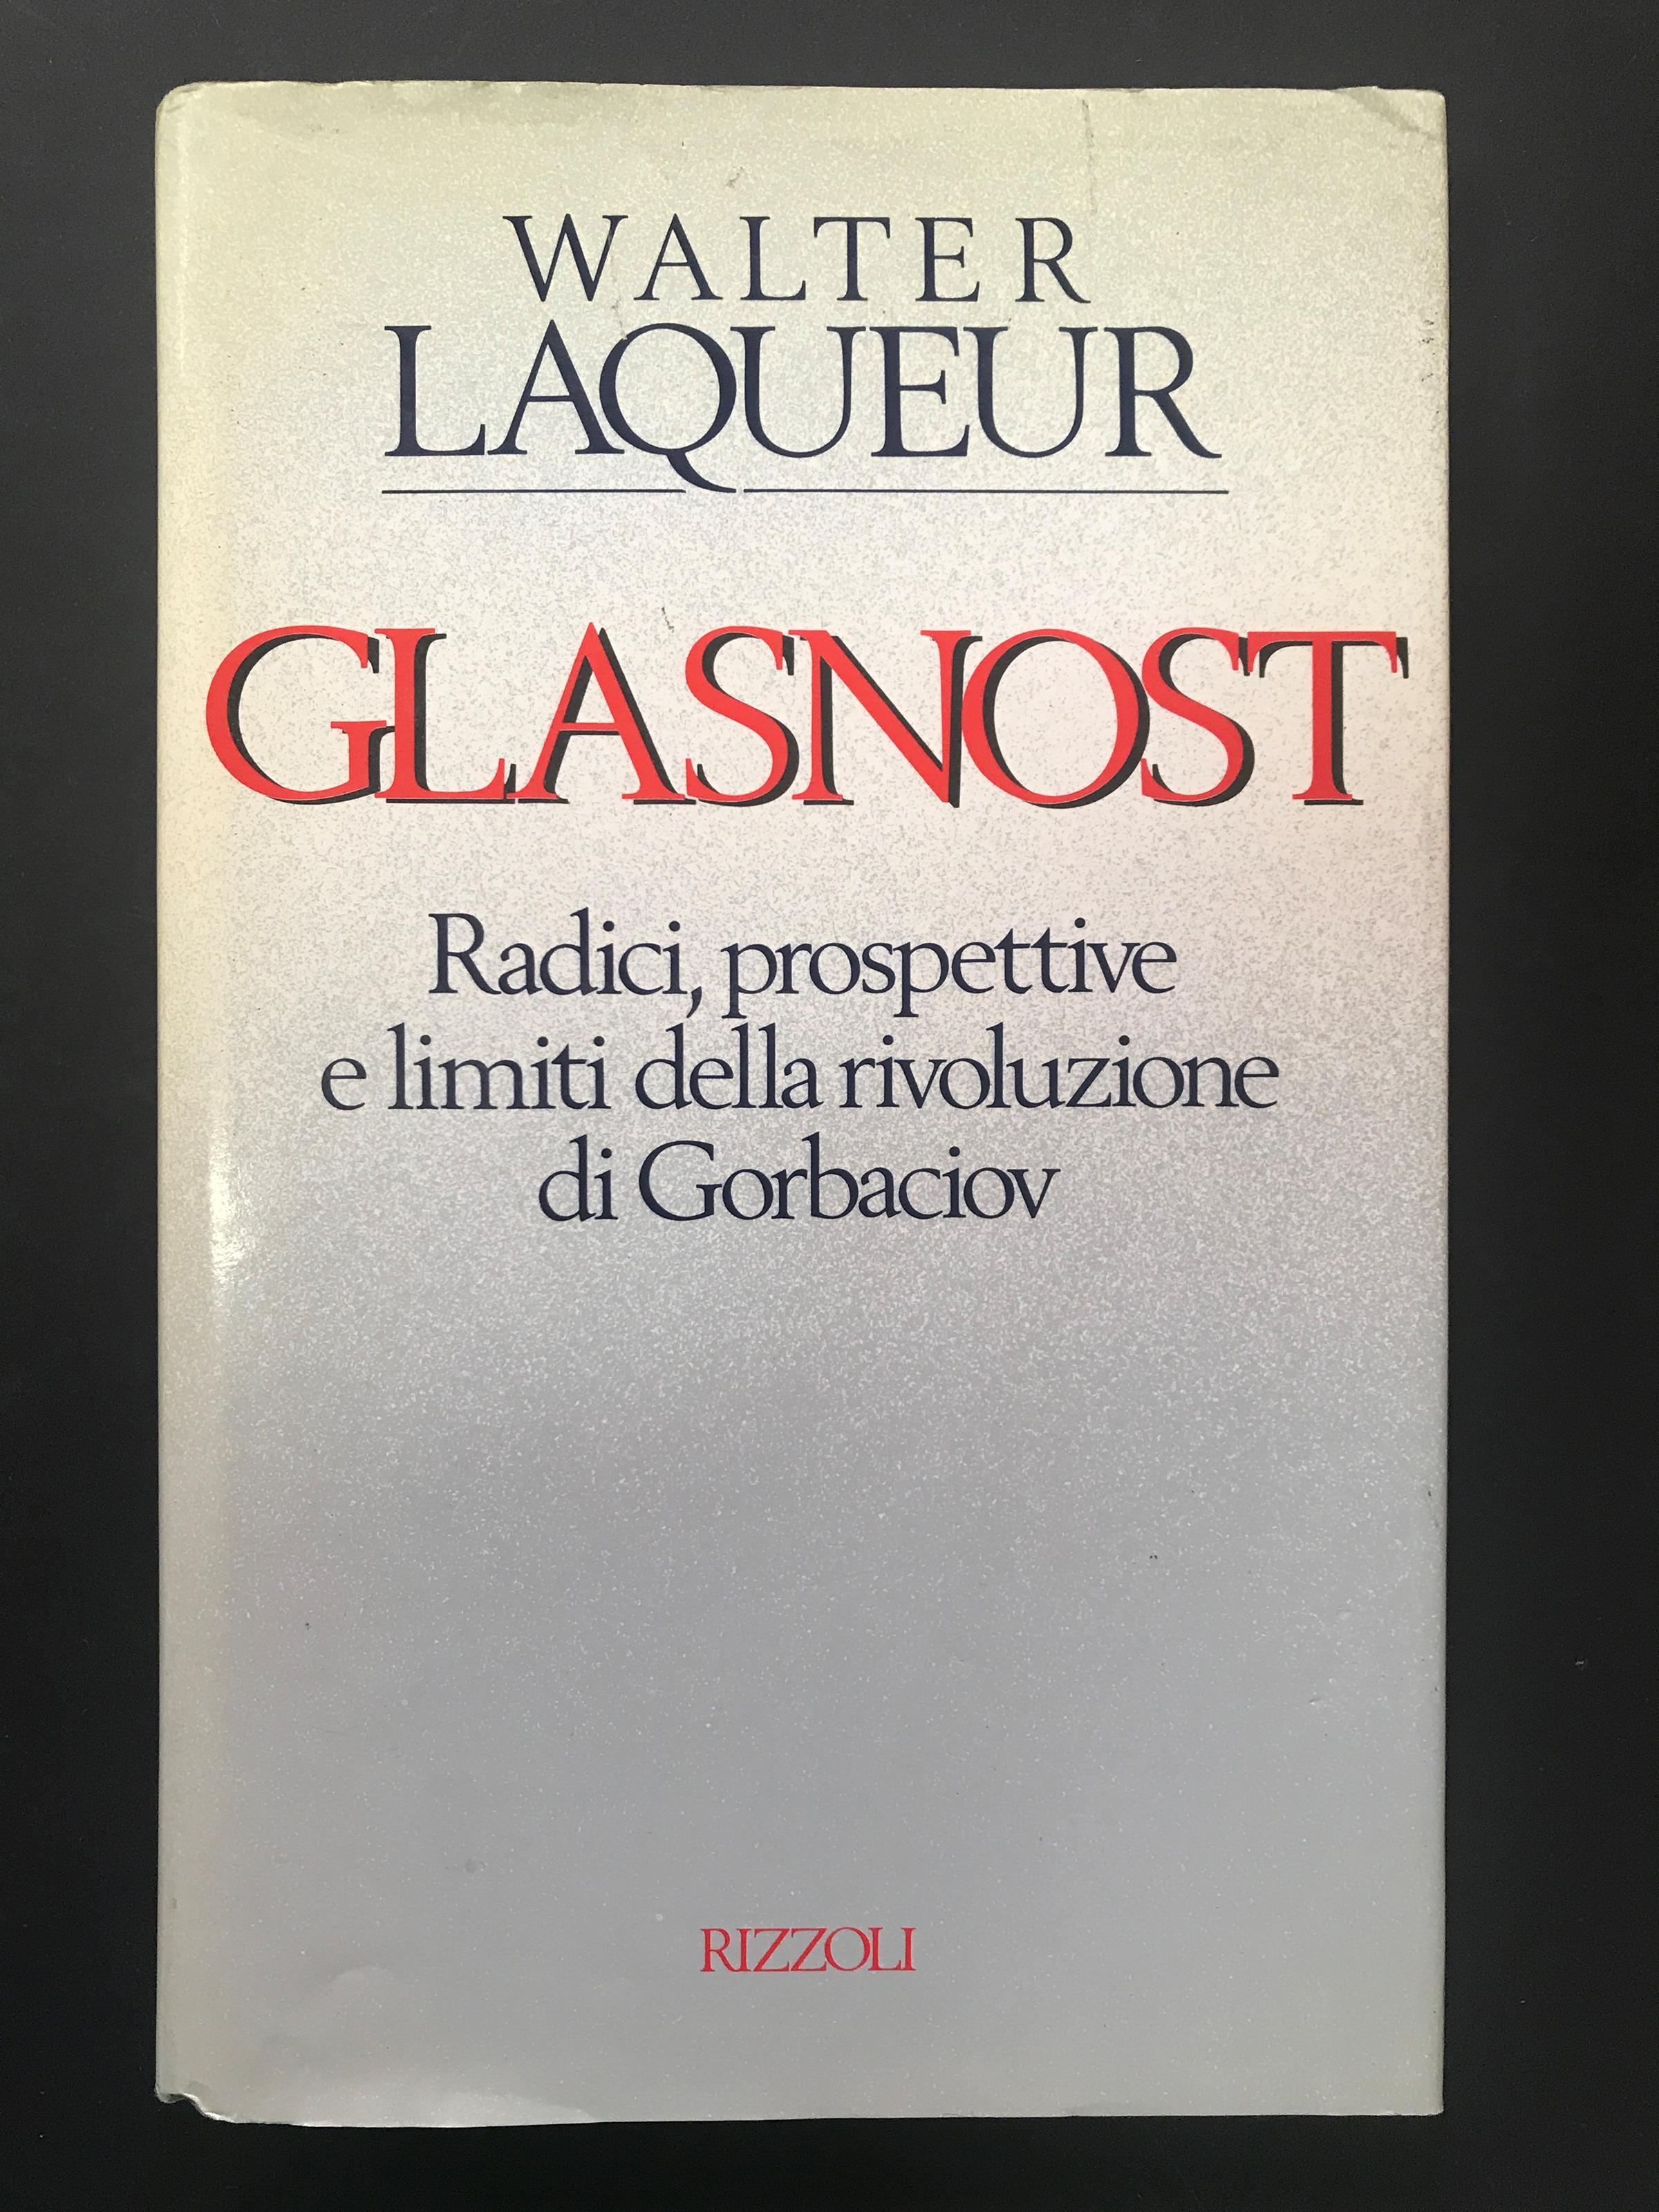 WALTER
LAQUEUR
GLASNOST
Radici, prospettive
e limiti della rivoluzione
di Gorbaciov
RIZZOLI